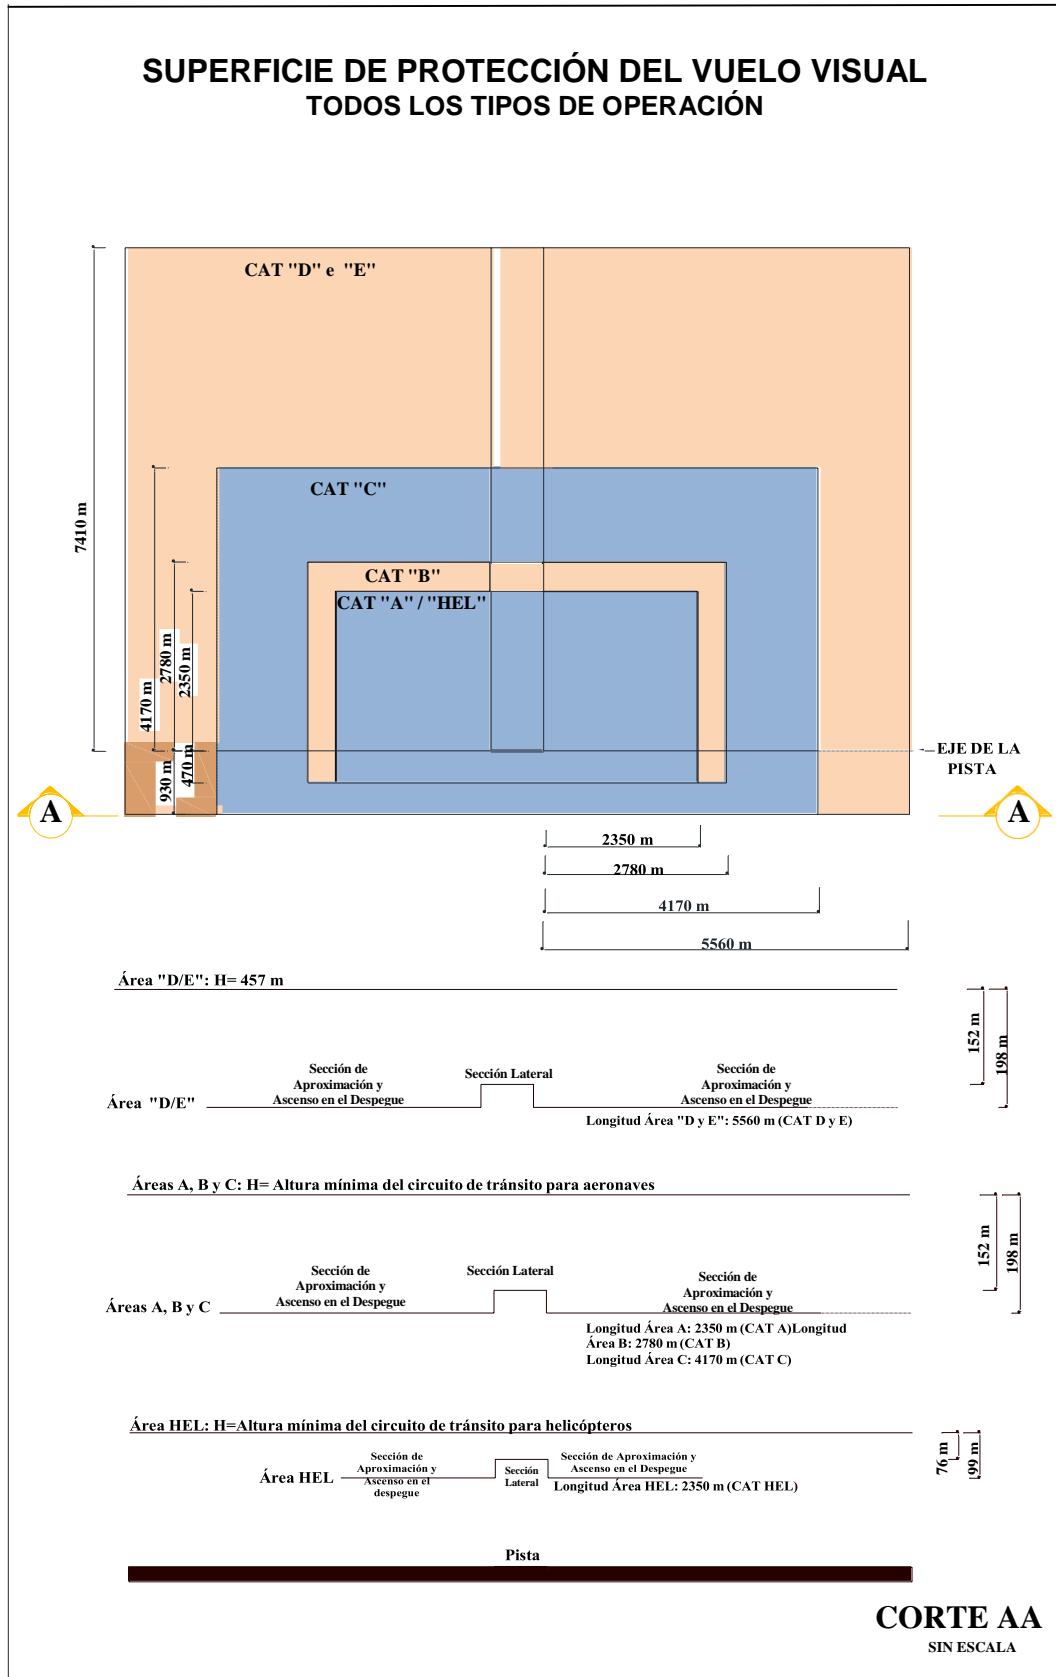 SUPERFICIE DE PROTECCIÓN DEL VUELO VISUAL
TODOS LOS TIPOS DE OPERACIÓN
CAT "D" e "E"
CAT "C"
CAT "B"
CAT "A" / "HEL"
7410 m
4170 m
2780 m
2350 m
930 m
470 m
EJE DE LA
PISTA
A
A
2350 m
2780 m
4170 m
5560 m
Área "D/E": H= 457 m
152 m
198 m
Sección de
Aproximación y
Ascenso en el Despegue
Sección Lateral
Sección de
Aproximación y
Ascenso en el Despegue
Área "D/E"
Longitud Área "D y E": 5560 m (CAT D y E)
Áreas A, B y C: H= Altura mínima del circuito de tránsito para aeronaves
152 m
198 m
Sección de
Aproximación y
Ascenso en el Despegue
Sección Lateral
Sección de
Aproximación y
Ascenso en el Despegue
Áreas A, B y C
Longitud Área A: 2350 m (CAT A)Longitud
Área B: 2780 m (CAT B)
Longitud Área C: 4170 m (CAT C)
Área HEL: H=Altura mínima del circuito de tránsito para helicópteros
76 m
99 m
Sección de
Aproximación y
Ascenso en el
despegue
Sección
Lateral
Sección de Aproximación y
Ascenso en el Despegue
Área HEL
Longitud Área HEL: 2350 m (CAT HEL)
Pista
CORTE AA
SIN ESCALA